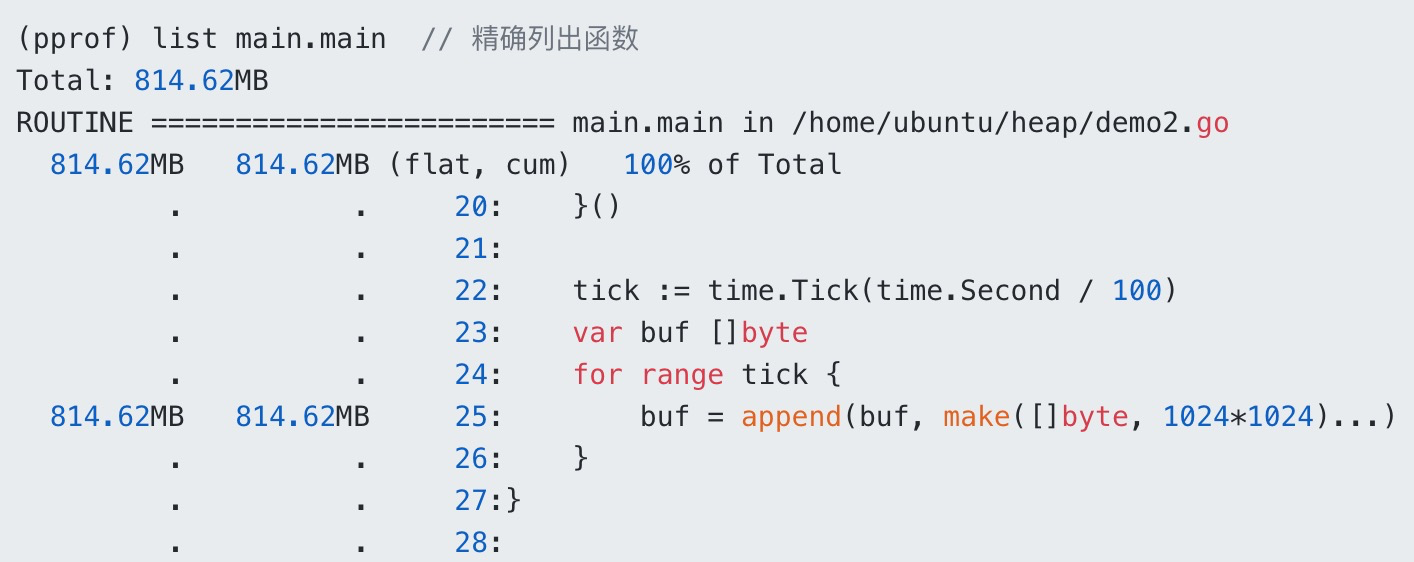 (pprof) list main.main  // 精确列出函数
Total: 814.62MB
ROUTINE ======================== main.main in /home/ubuntu/heap/demo2.go
  814.62MB   814.62MB (flat, cum)   100% of Total
         .          .     20:    }()
         .          .     21:
         .          .     22:    tick := time.Tick(time.Second / 100)
         .          .     23:    var buf []byte
         .          .     24:    for range tick {
  814.62MB   814.62MB     25:        buf = append(buf, make([]byte, 1024*1024)...)
         .          .     26:    }
         .          .     27:}
         .          .     28: